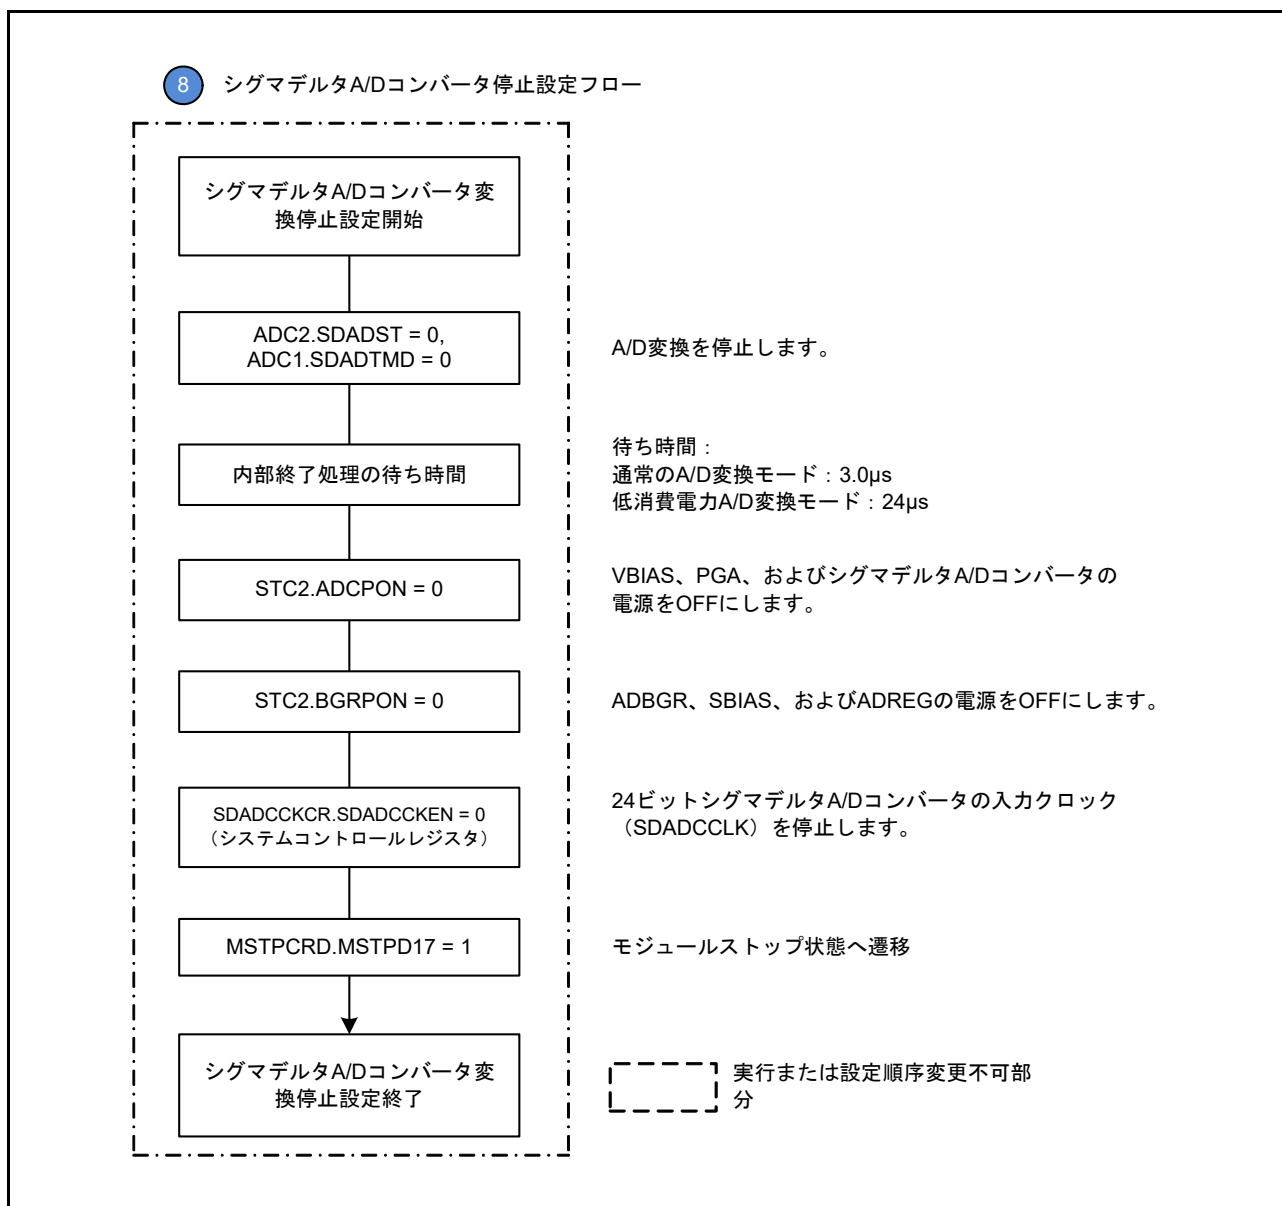 8 シグマデルタA/Dコンバータ停止設定フロー
シグマデルタA/Dコンバータ変
換停止設定開始
ADC2.SDADST = 0,
ADC1.SDADTMD = 0
A/D変換を停止します。
内部終了処理の待ち時間
待ち時間：
通常のA/D変換モード：3.0μs
低消費電力A/D変換モード：24μs
STC2.ADCPON = 0
VBIAS、PGA、およびシグマデルタA/Dコンバータの
電源をOFFにします。
STC2.BGRPON = 0
ADBGR、SBIAS、およびADREGの電源をOFFにします。
SDADCCKCR.SDADCCKEN = 0
（システムコントロールレジスタ）
24ビットシグマデルタA/Dコンバータの入力クロック
（SDADCCLK）を停止します。
MSTPCRD.MSTPD17 = 1
モジュールストップ状態へ遷移
シグマデルタA/Dコンバータ変
換停止設定終了
実行または設定順序変更不可部
分